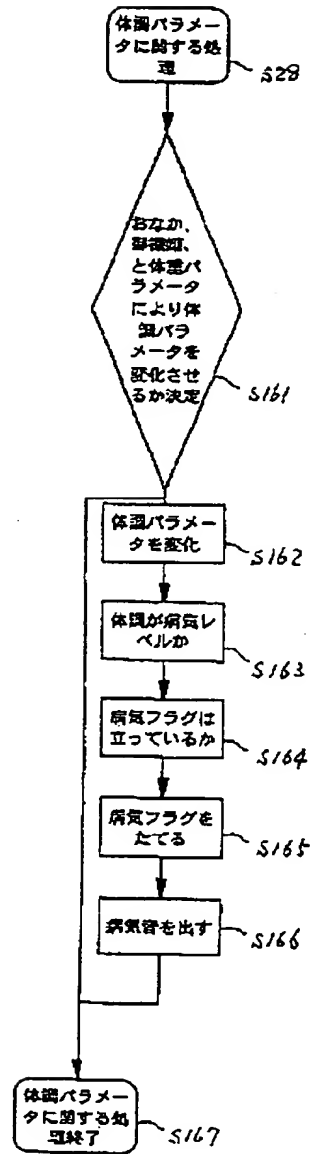 体調パラメー
タに関する処
理
S28
おなか、
御機嫌、
と体重パ
ラメータ
により体
調パラ
メータを
変化させ
るか決定
S161
体調パラメー
タを変化
S162
体調が病気レ
ベルか
S163
病気フラグは
立っているか
S164
病気フラグを
たてる
S165
病気音を出す
S166
体調パラメー
タに関する処
理終了
S167